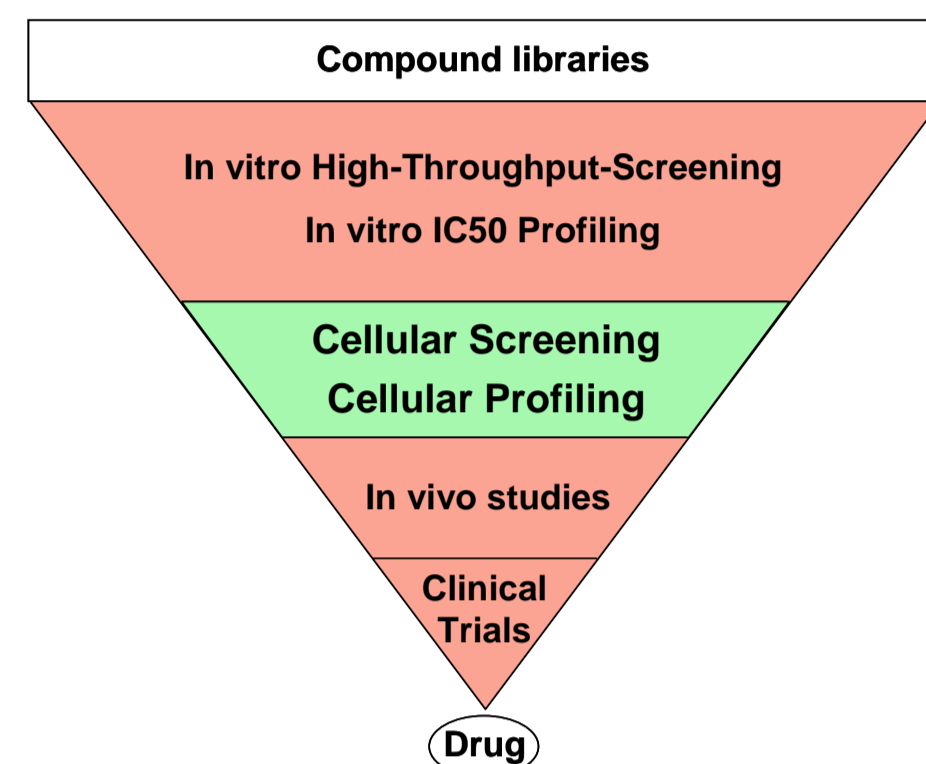 Compound libraries
In vitro High-Throughput-Screening
In vitro IC50 Profiling
Cellular Screening
Cellular Profiling
In vivo studies
Clinical
Trials
Drug